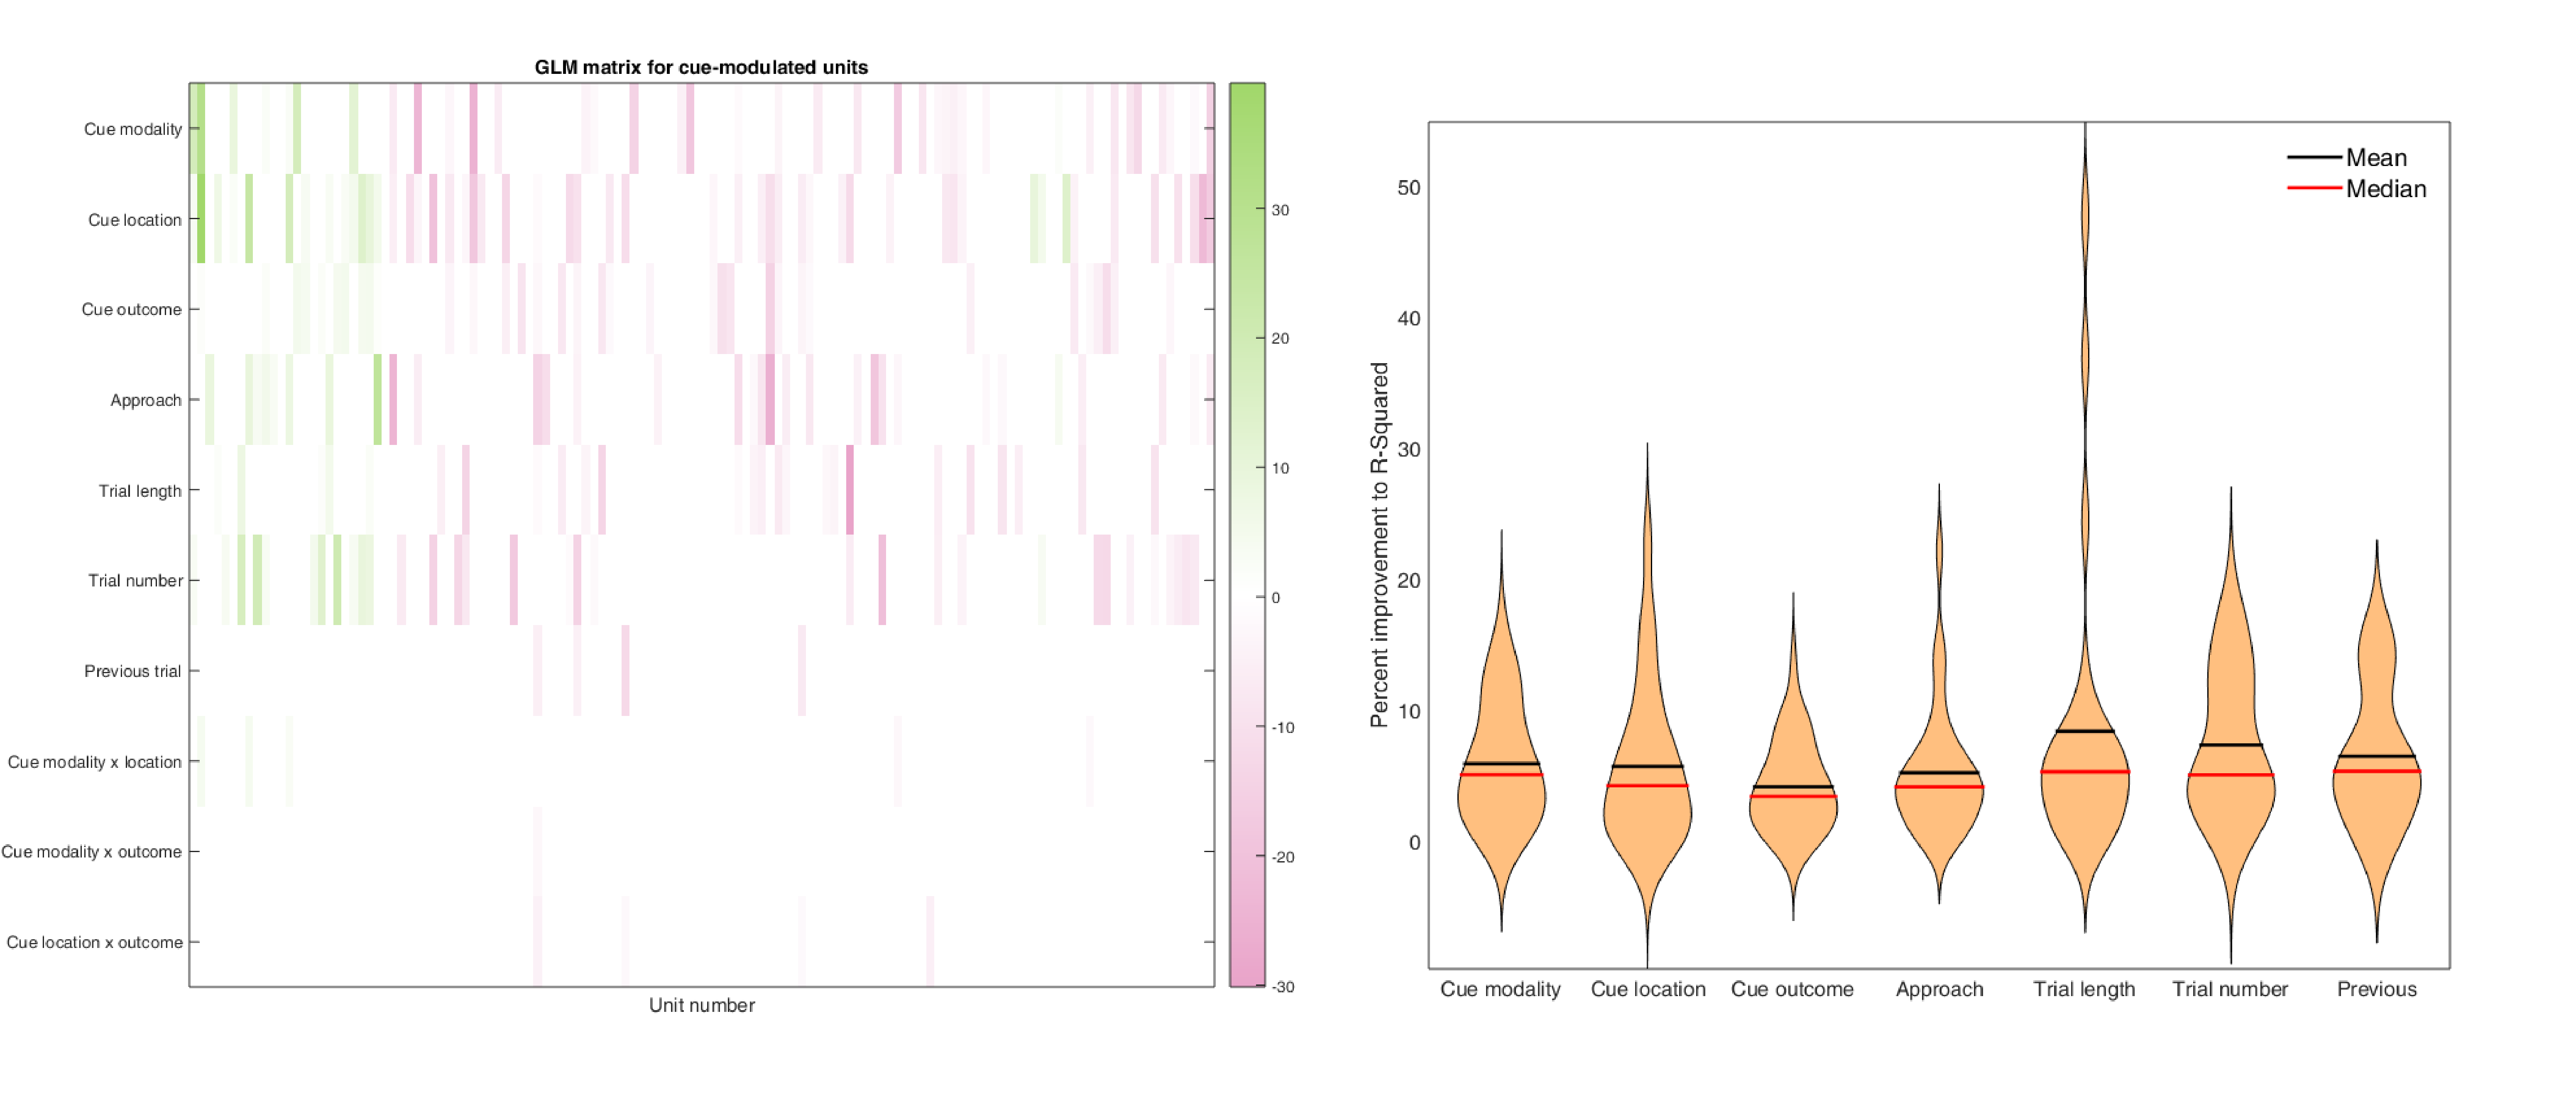 GLM matrix for cue-modulated units
Cue modality
Cue location
Cue outcome
Approach
Trial length
Trial number
Previous trial
Cue modality x location
Cue modality x outcome
Cue location x outcome
Unit number
30
20
10
0
-10
-20
-30
Percent improvement to R-Squared
50
40
30
20
10
0
Mean
Median
Cue modality
Cue location
Cue outcome
Approach
Trial length
Trial number
Previous